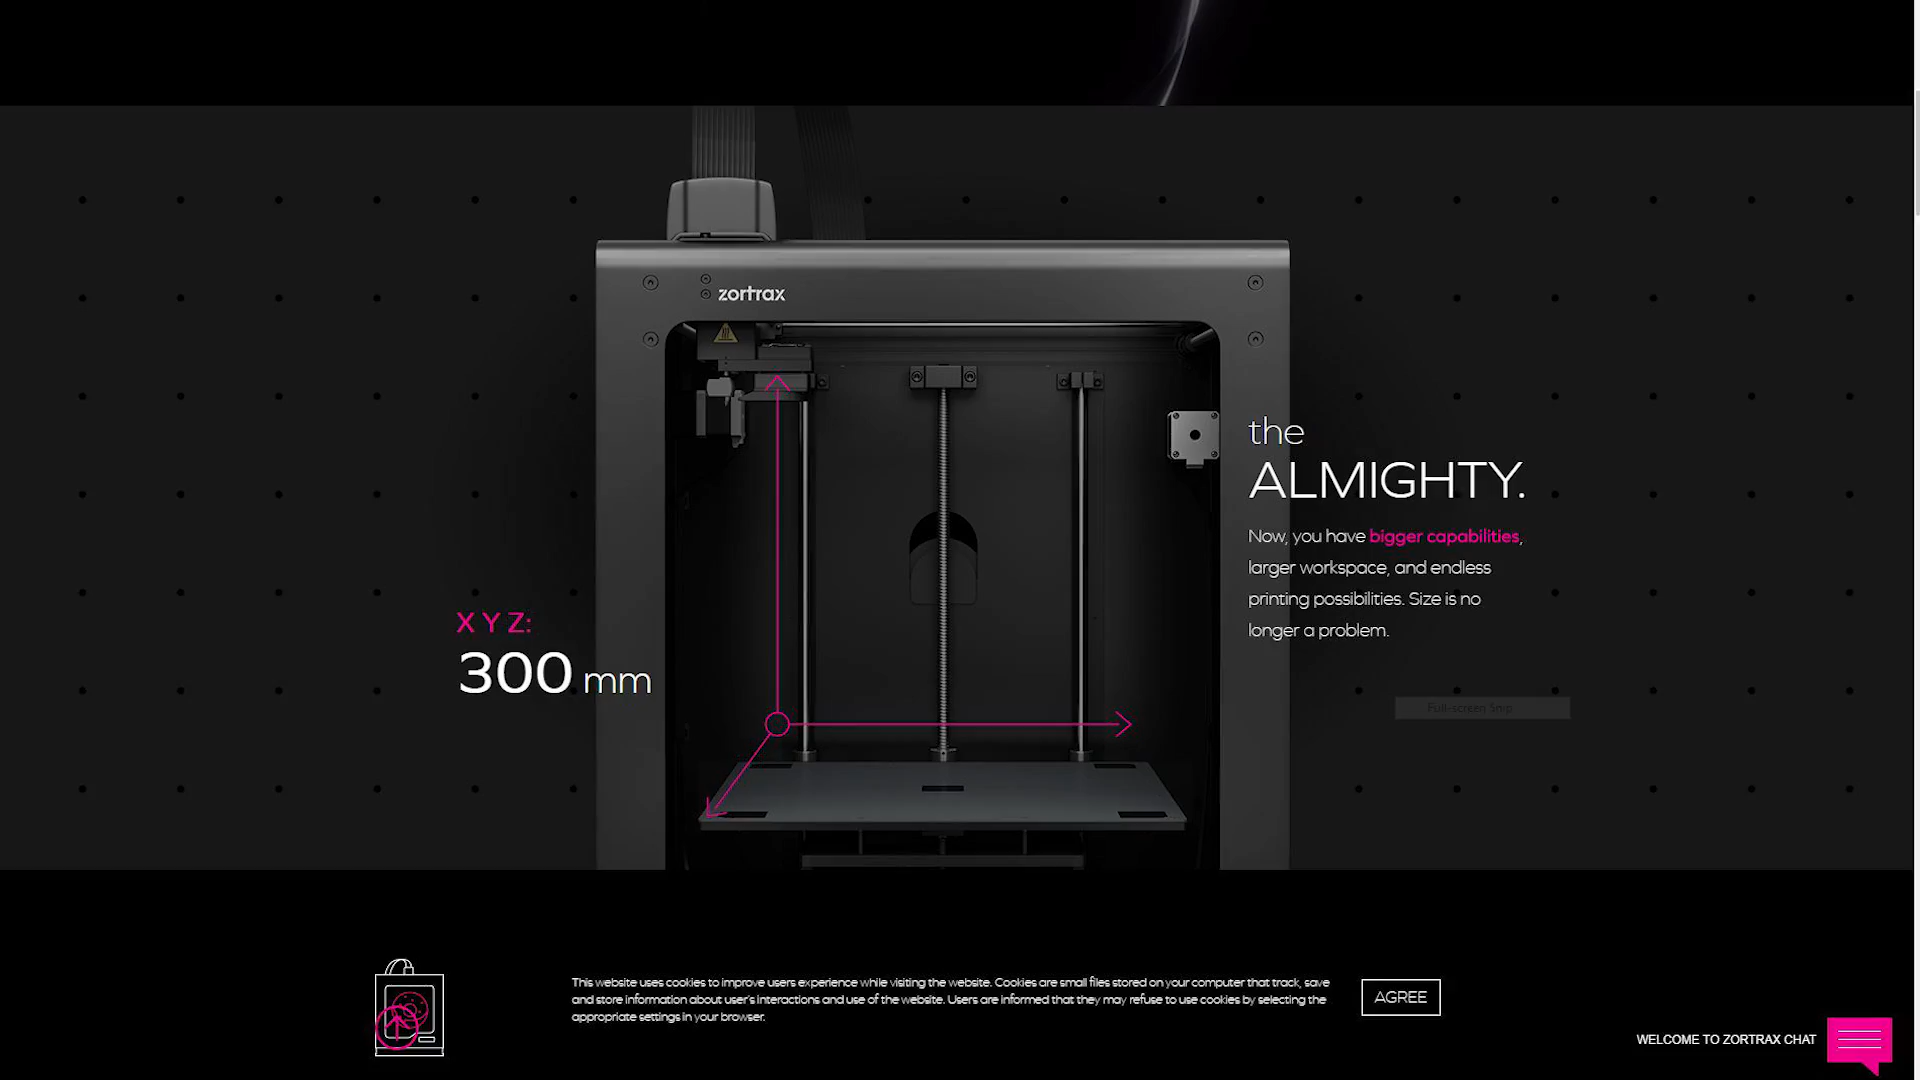 zortrax
the
ALMIGHTY.
Now, you have bigger capabilities,
larger workspace, and endless
printing possibilities. Size is no
longer a problem.
X Y Z:
300 mm
Full-screen Snip
This website uses cookies to improve users experience while visiting the website. Cookies are small files stored on your computer that track, save
and store information about user's interactions and use of the website. Users are informed that they may refuse to use cookies by selecting the
appropriate settings in your browser.
AGREE
WELCOME TO ZORTRAX CHAT